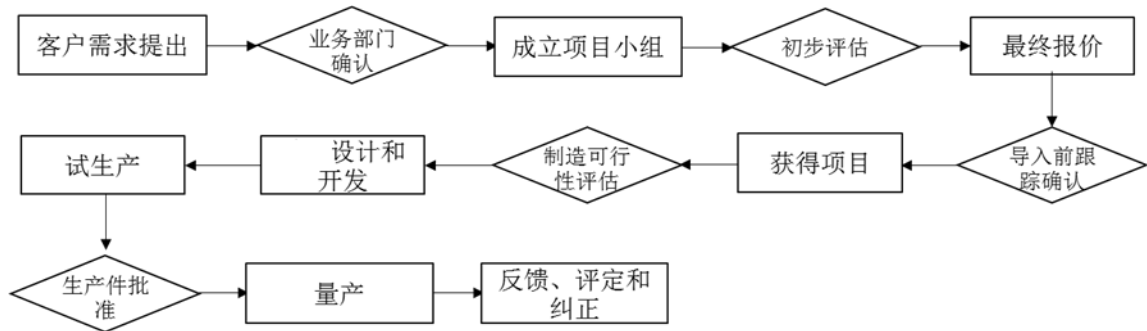 客户需求提出
业务部门
确认
成立项目小组
初步评估
最终报价
导入前跟
踪确认
获得项目
制造可行
性评估
设计和
开发
试生产
生产件批
准
量产
反馈、评定和
纠正